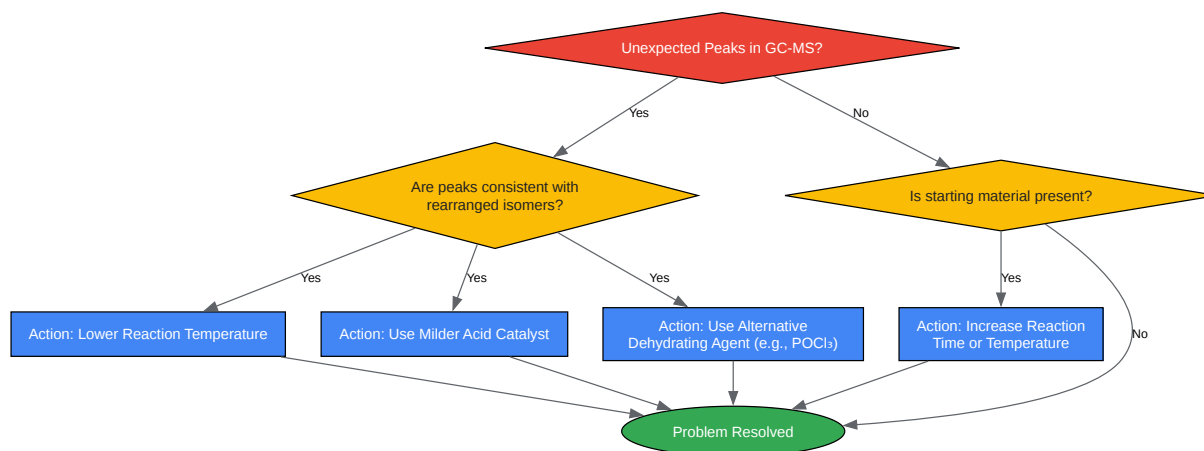 Unexpected Peaks in GC-MS?
Yes
No
Are peaks consistent with
rearranged isomers?
Is starting material present?
Yes
Yes
Yes
Yes
Action: Lower Reaction Temperature
Action: Use Milder Acid Catalyst
Action: Use Alternative
Dehydrating Agent (e.g., POCl₃)
Action: Increase Reaction
Time or Temperature
No
Problem Resolved